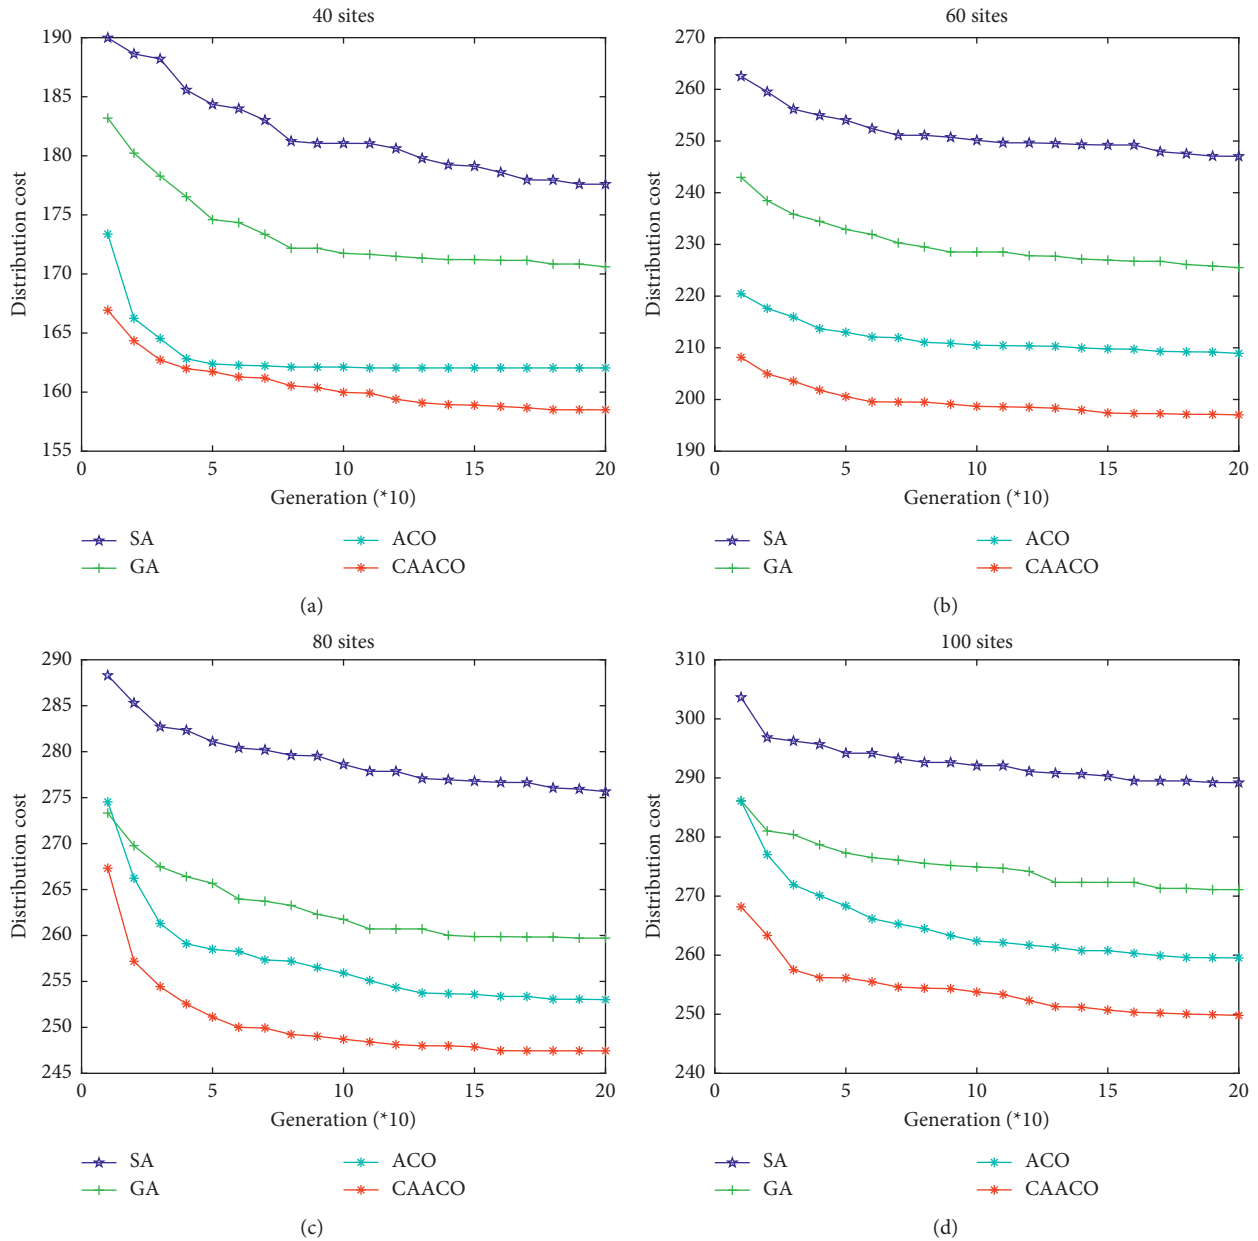 40 sites
190
185
180
175
170
165
160
155
Distribution cost
0 5 10 15 20
Generation (*10)
SA ACO
GA CAACO
(a)
60 sites
270
260
250
240
230
220
210
200
190
Distribution cost
0 5 10 15 20
Generation (*10)
SA ACO
GA CAACO
(b)
80 sites
290
285
280
275
270
265
260
255
250
245
Distribution cost
0 5 10 15 20
Generation (*10)
SA ACO
GA CAACO
(c)
100 sites
310
300
290
280
270
260
250
240
Distribution cost
0 5 10 15 20
Generation (*10)
SA ACO
GA CAACO
(d)